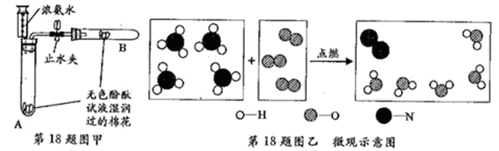 浓氨水
止水夹
B
无色酚酞
试液湿润
过的棉花
A
第18题图甲
+
点燃
○—H
—O
—N
第18题图乙 微观示意图